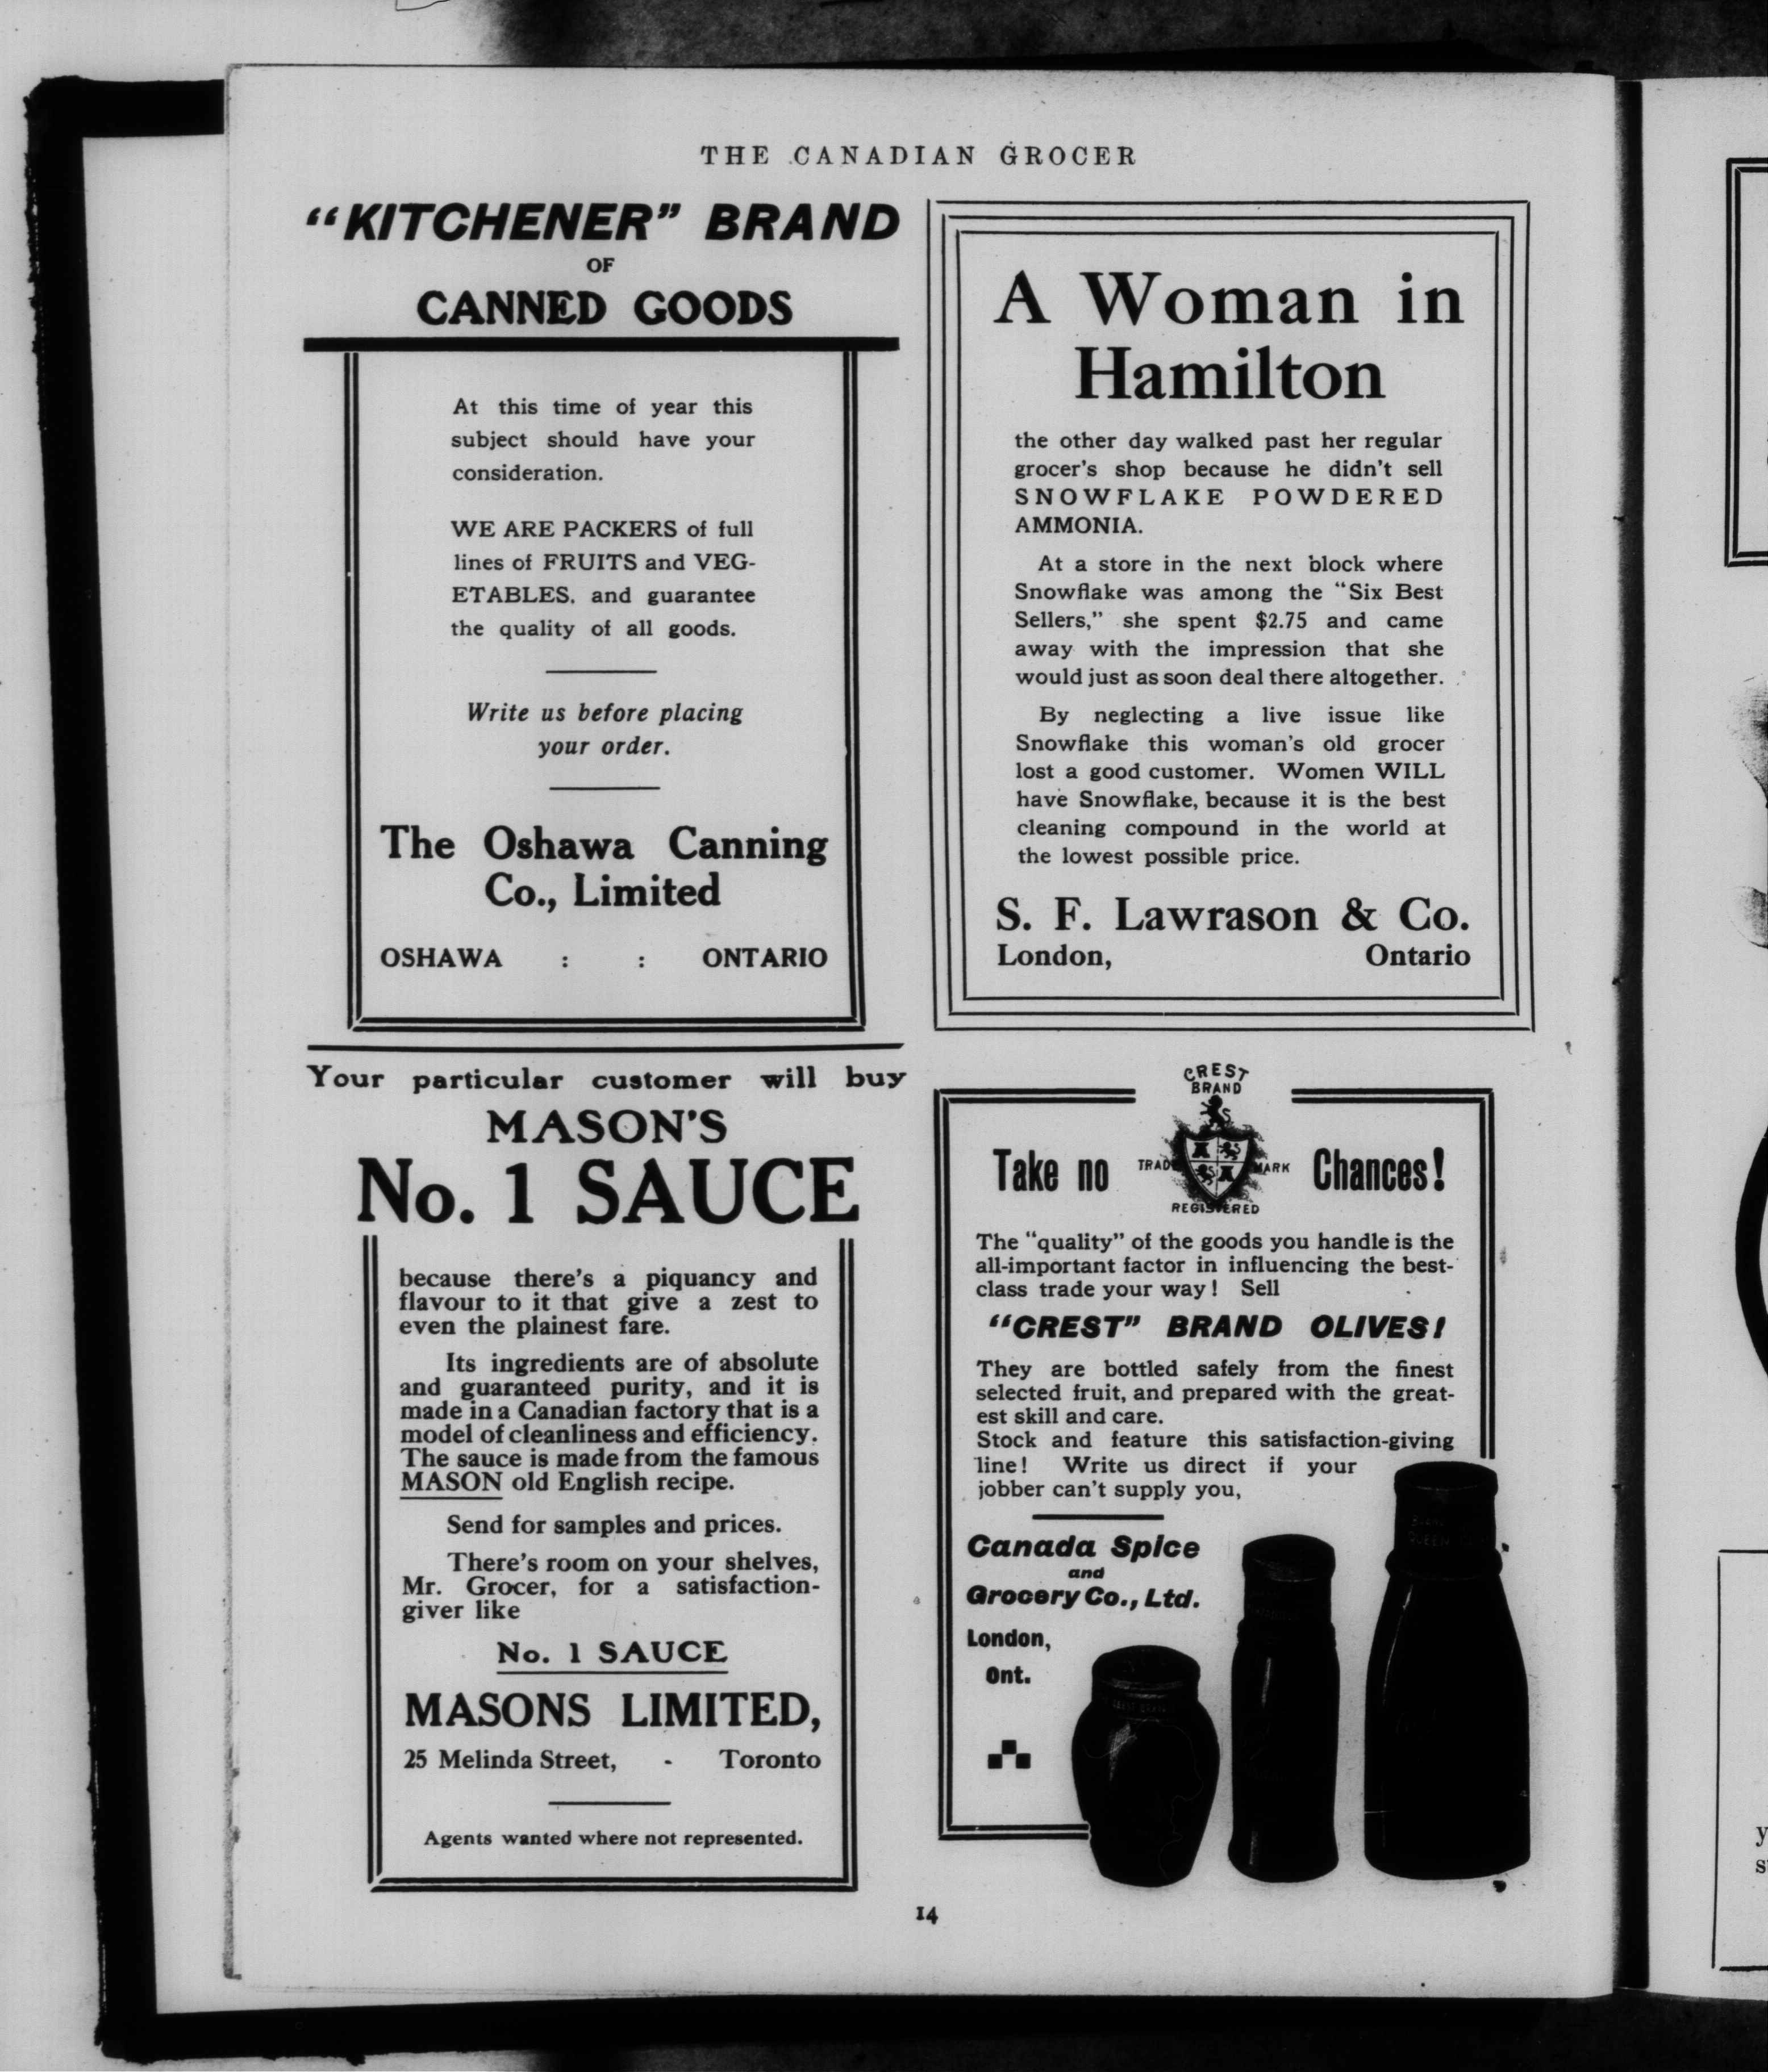 THE CANADIAN GROCER
"KITCHENER" BRAND
OF
CANNED GOODS
At this time of year this
subject should have your
consideration.
WE ARE PACKERS of full
lines of FRUITS and VEG-
ETABLES. and guarantee
the quality of all goods.
Write us before placing
your order.
The Oshawa Canning
Co., Limited
OSHAWA : : ONTARIO
A Woman in
Hamilton
the other day walked past her regular
grocer's shop because he didn't sell
SNOWFLAKE POWDERED
AMMONIA.
At a store in the next block where
Snowflake was among the "Six Best
Sellers," she spent $2.75 and came
away with the impression that she
would just as soon deal there altogether.
By neglecting a live issue like
Snowflake this woman's old grocer
lost a good customer. Women WILL
have Snowflake, because it is the best
cleaning compound in the world at
the lowest possible price.
S. F. Lawrason & Co.
London, Ontario
Your particular customer will buy
MASON'S
No. 1 SAUCE
because there's a piquancy and
flavour to it that give a zest to
even the plainest fare.
Its ingredients are of absolute
and guaranteed purity, and it is
made in a Canadian factory that is a
model of cleanliness and efficiency.
The sauce is made from the famous
MASON old English recipe.
Send for samples and prices.
There's room on your shelves,
Mr. Grocer, for a satisfaction-
giver like
No. 1 SAUCE
MASONS LIMITED,
25 Melinda Street, - Toronto
Agents wanted where not represented.
CREST
BRAND
TRADE MARK
REGISTERED
Take no Chances!
The "quality" of the goods you handle is the
all-important factor in influencing the best-
class trade your way! Sell
"CREST" BRAND OLIVES!
They are bottled safely from the finest
selected fruit, and prepared with the great-
est skill and care.
Stock and feature this satisfaction-giving
line! Write us direct if your
jobber can't supply you,
Canada Spice
and
Grocery Co., Ltd.
London,
Ont.
14